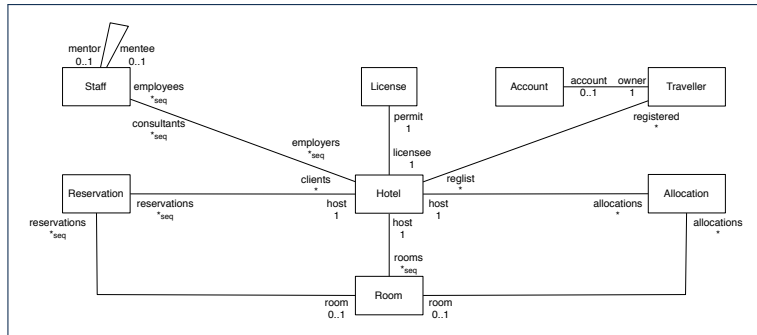 mentor mentee
0..1 0..1
Staff
employees
*seq
consultants
*seq
employers
*seq
clients
*
License
permit
1
licensee
1
Account
account owner
0..1 1
Traveller
registered
*
reglist
*
Reservation
reservations
*seq
reservations
*seq
host
1
Hotel
host
1
host
1
allocations
*
Allocation
allocations
*
rooms
*seq
room
0..1
Room
room
0..1